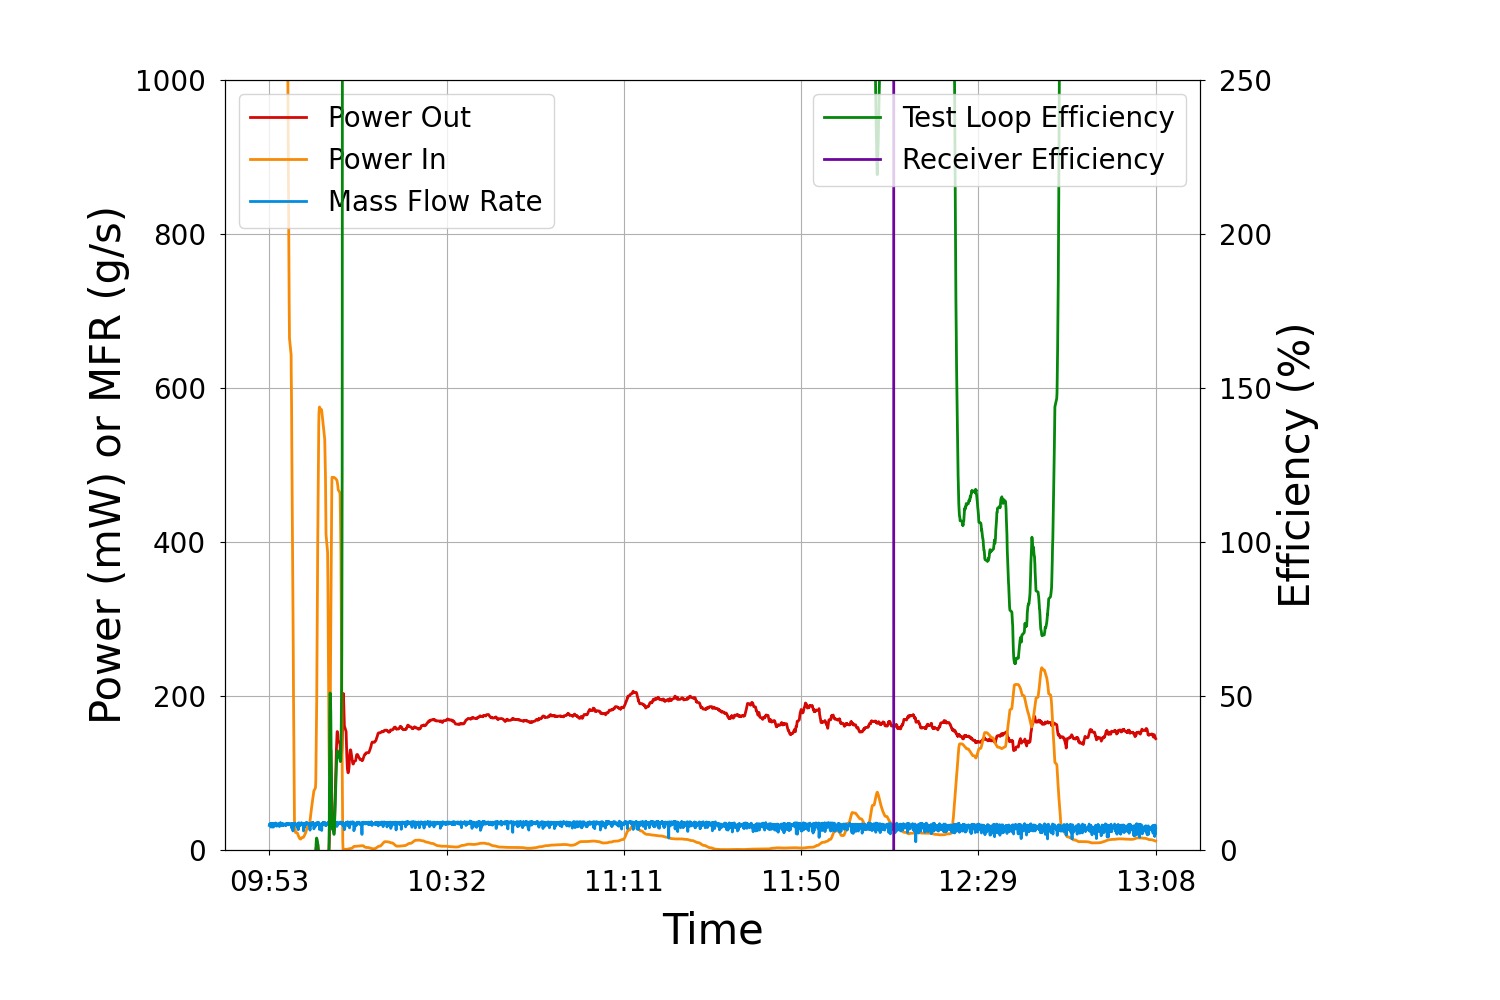 1000
800
600
400
200
0
Power (mW) or MFR (g/s)
Power Out
Power In
Mass Flow Rate
Test Loop Efficiency
Receiver Efficiency
250
200
150
100
50
0
Efficiency (%)
09:53 10:32 11:11 11:50 12:29 13:08
Time